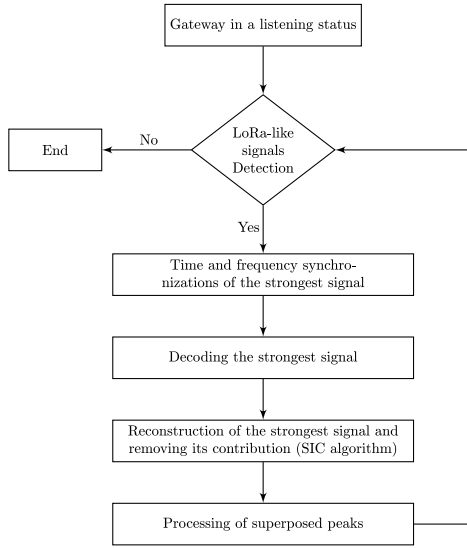 Gateway in a listening status
LoRa-like
signals
Detection
No
End
Yes
Time and frequency synchro-
nizations of the strongest signal
Decoding the strongest signal
Reconstruction of the strongest signal and
removing its contribution (SIC algorithm)
Processing of superposed peaks